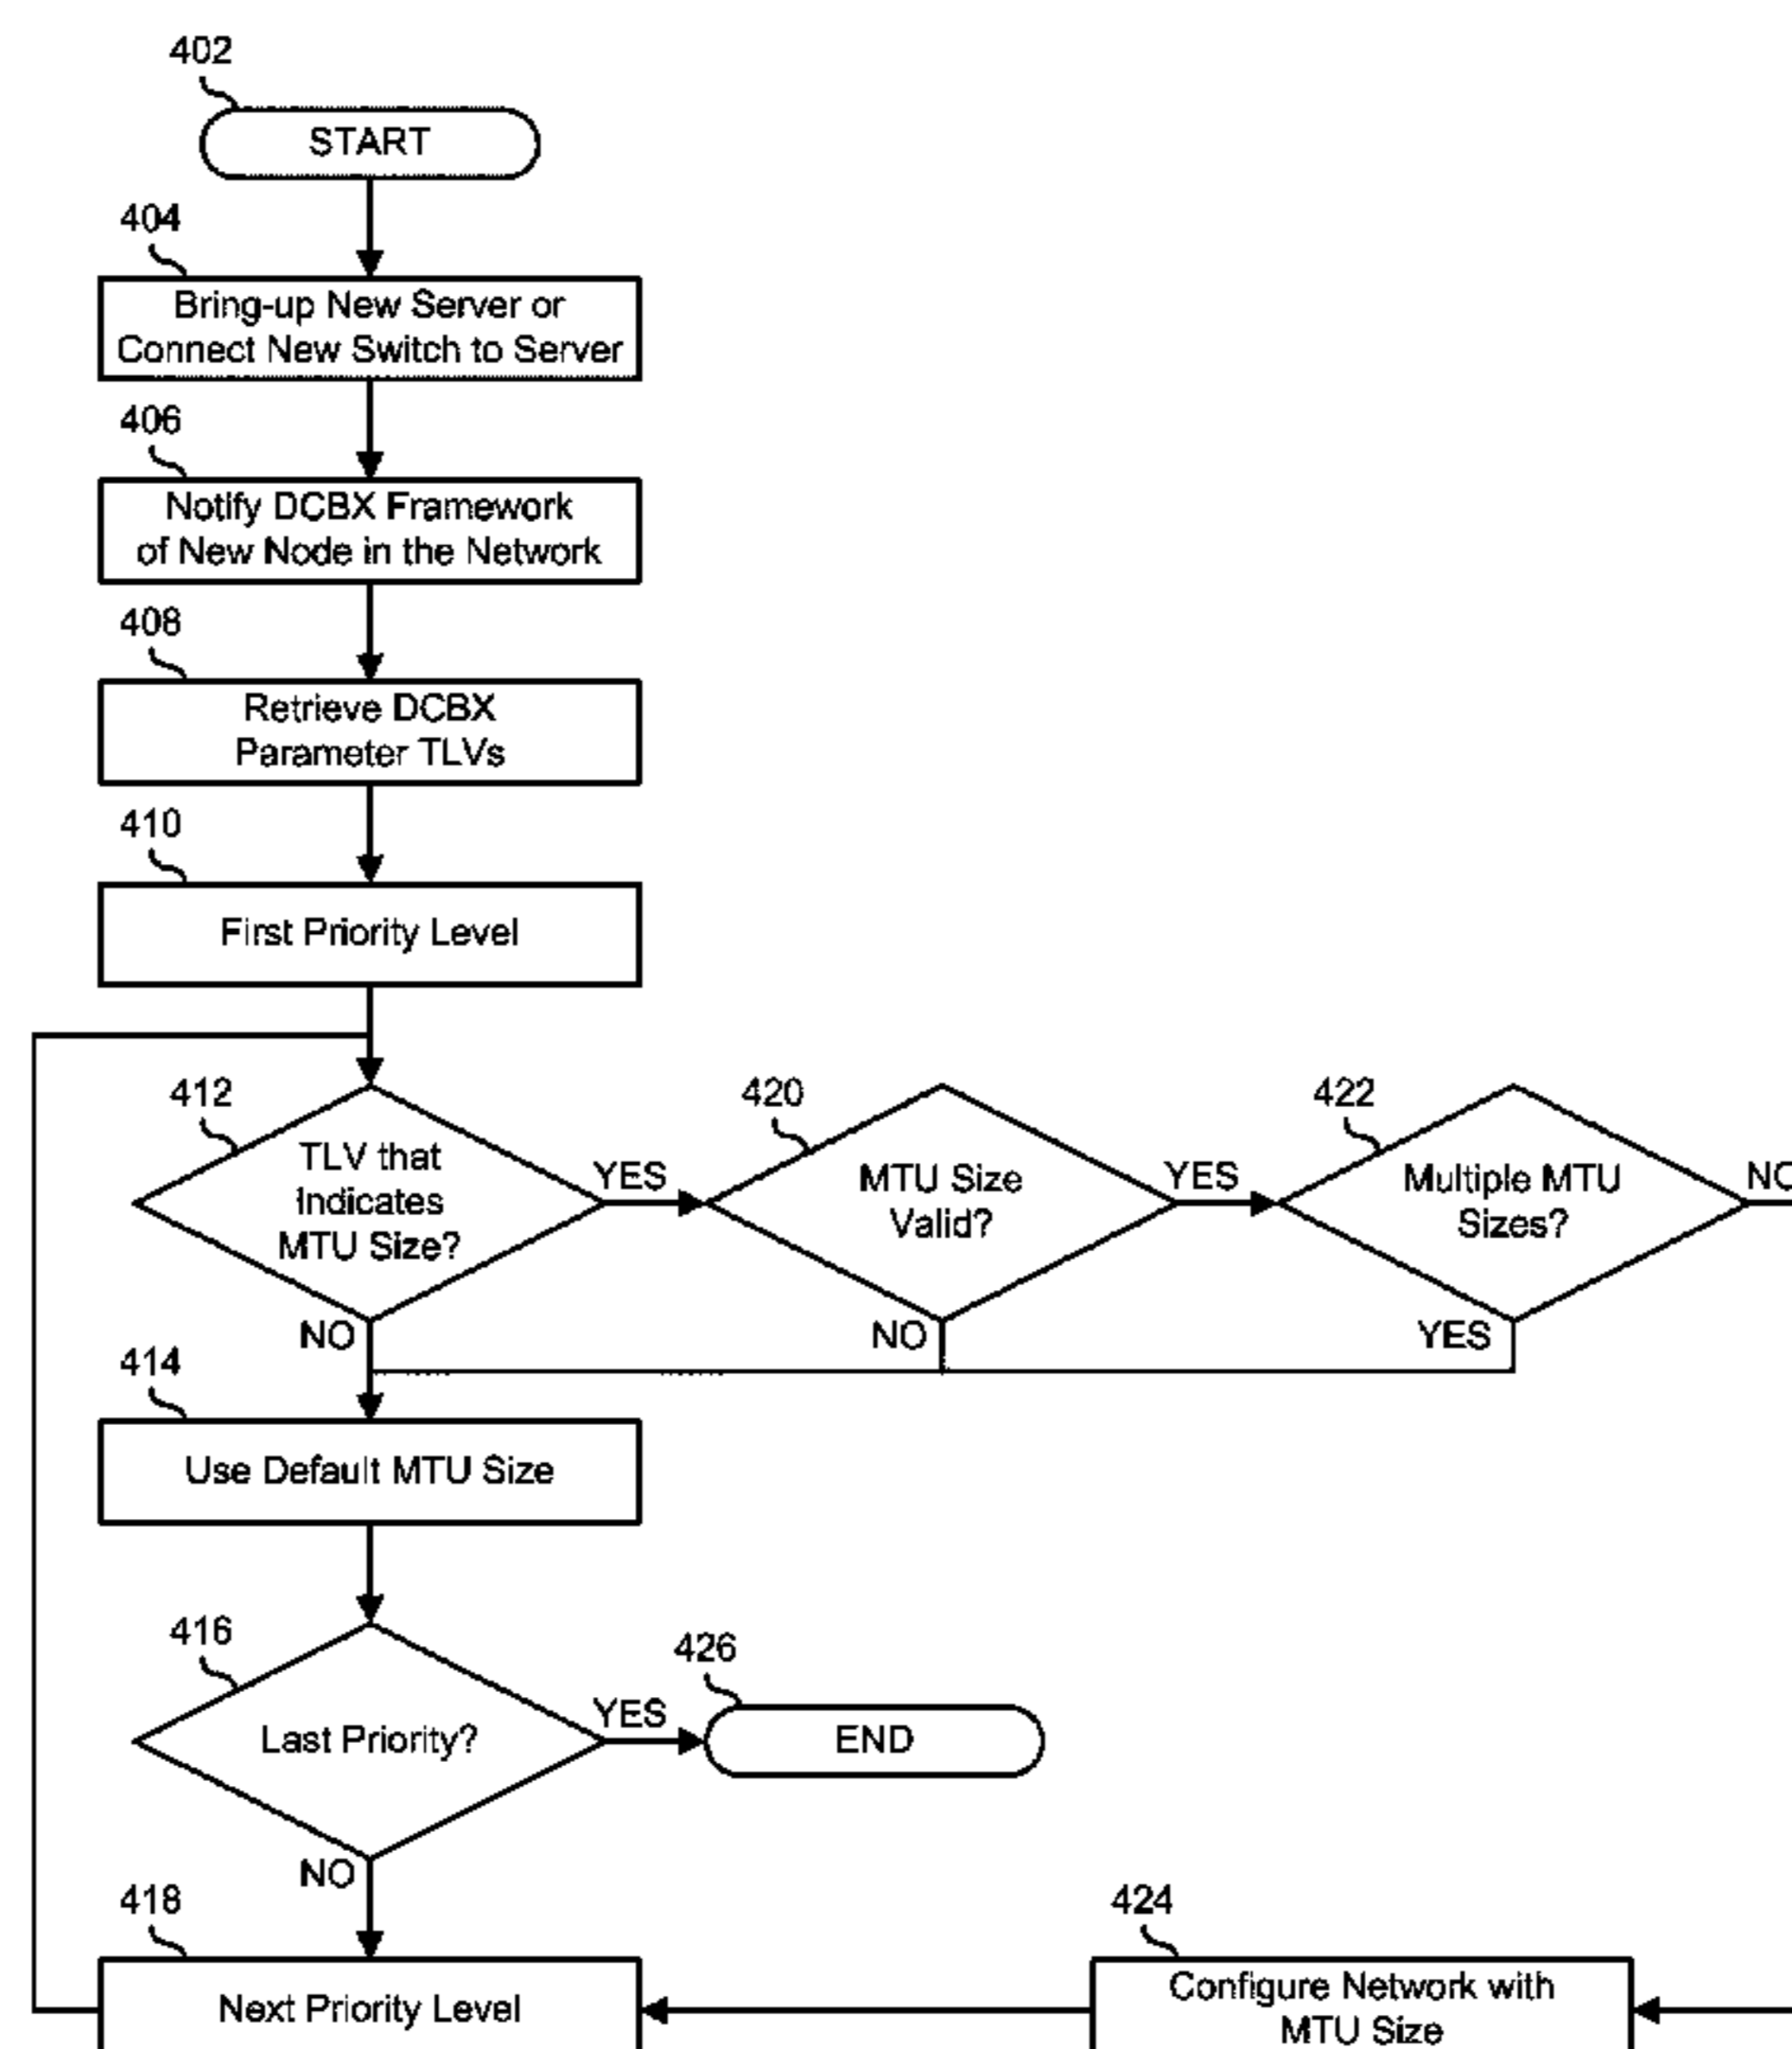 402
START
404
Bring-up New Server or
Connect New Switch to Server
406
Notify DCBX Framework
of New Node in the Network
408
Retrieve DCBX
Parameter TLVs
410
First Priority Level
412
TLV that
Indicates
MTU Size?
YES
NO
420
MTU Size
Valid?
YES
NO
422
Multiple MTU
Sizes?
NO
YES
414
Use Default MTU Size
416
Last Priority?
YES
NO
426
END
418
Next Priority Level
424
Configure Network with
MTU Size